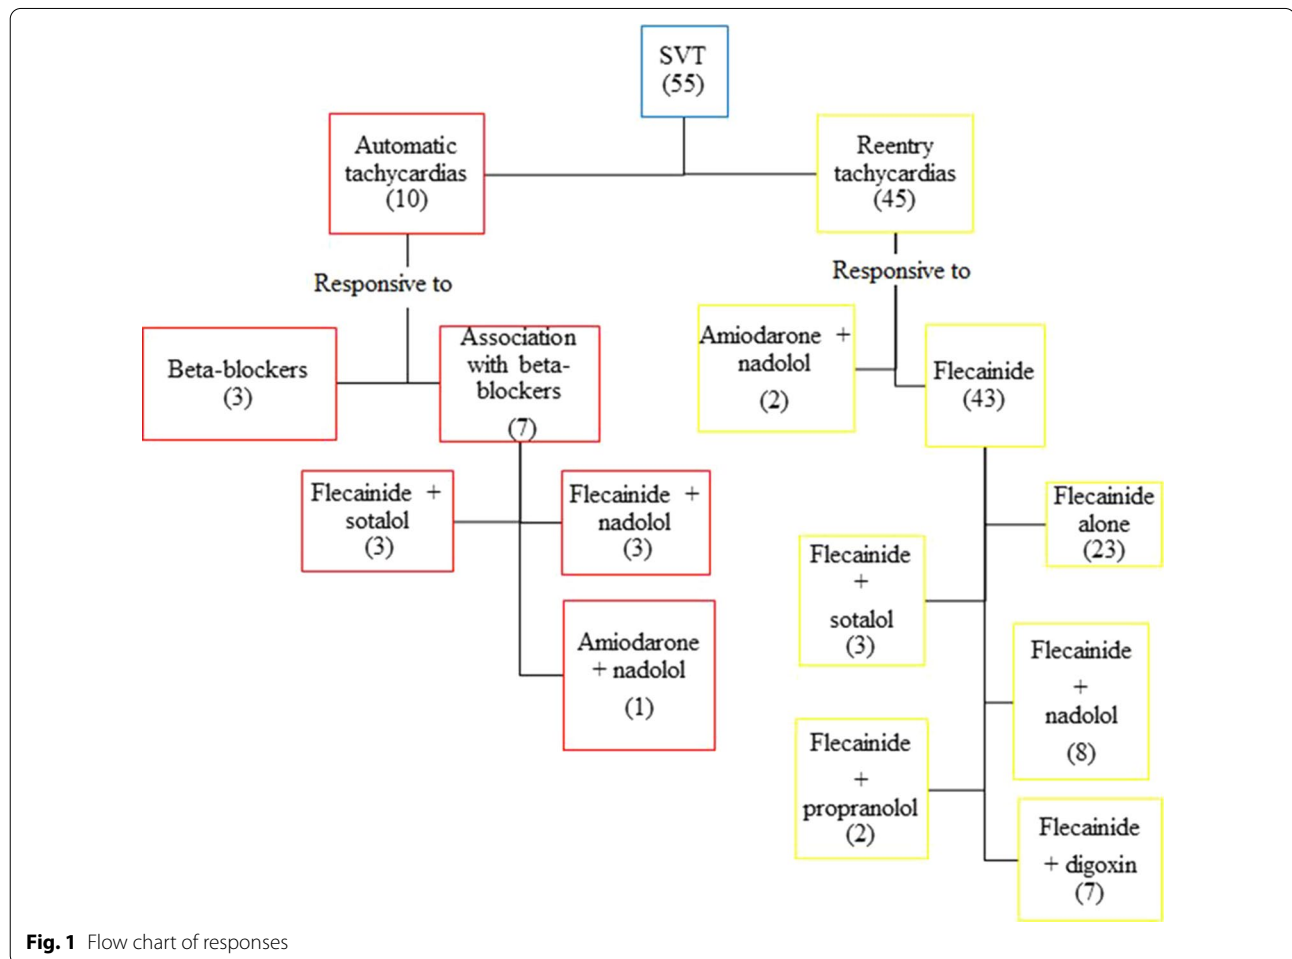 SVT
(55)
Automatic
tachycardias
(10)
Reentry
tachycardias
(45)
Responsive to
Responsive to
Beta-blockers
(3)
Association
with beta-
blockers
(7)
Amiodarone +
nadolol
(2)
Flecainide
(43)
Flecainide +
sotalol
(3)
Flecainide +
nadolol
(3)
Amiodarone
+ nadolol
(1)
Flecainide
alone
(23)
Flecainide
+
sotalol
(3)
Flecainide
+
nadolol
(8)
Flecainide
+
propranolol
(2)
Flecainide
+ digoxin
(7)
Fig. 1 Flow chart of responses